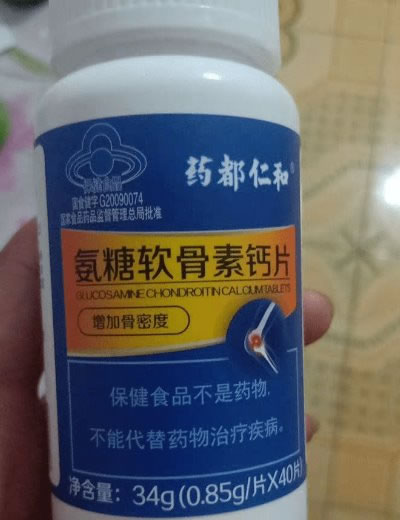 药都仁和
保健食品
国食健字G20090074
国家食品药品监督管理总局批准
氨糖软骨素钙片
GLUCOSAMINE CHONDROITIN CALCIUM TABLETS
增加骨密度
保健食品不是药物,
不能代替药物治疗疾病。
净含量: 34g(0.85g/片X40片)